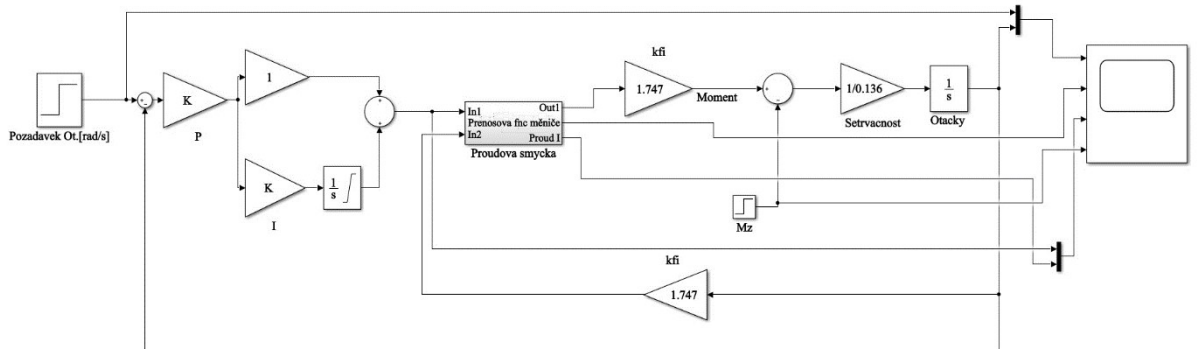 kfi
1
1.747
Moment
1/0.136
1
s
Setrvacnost
Otacky
Pozadavek Ot.[rad/s]
K
P
In1
Out1
Prenosova fnc měniče
In2
Proud I
Proudova smycka
K
I
1
s
Mz
kfi
1.747